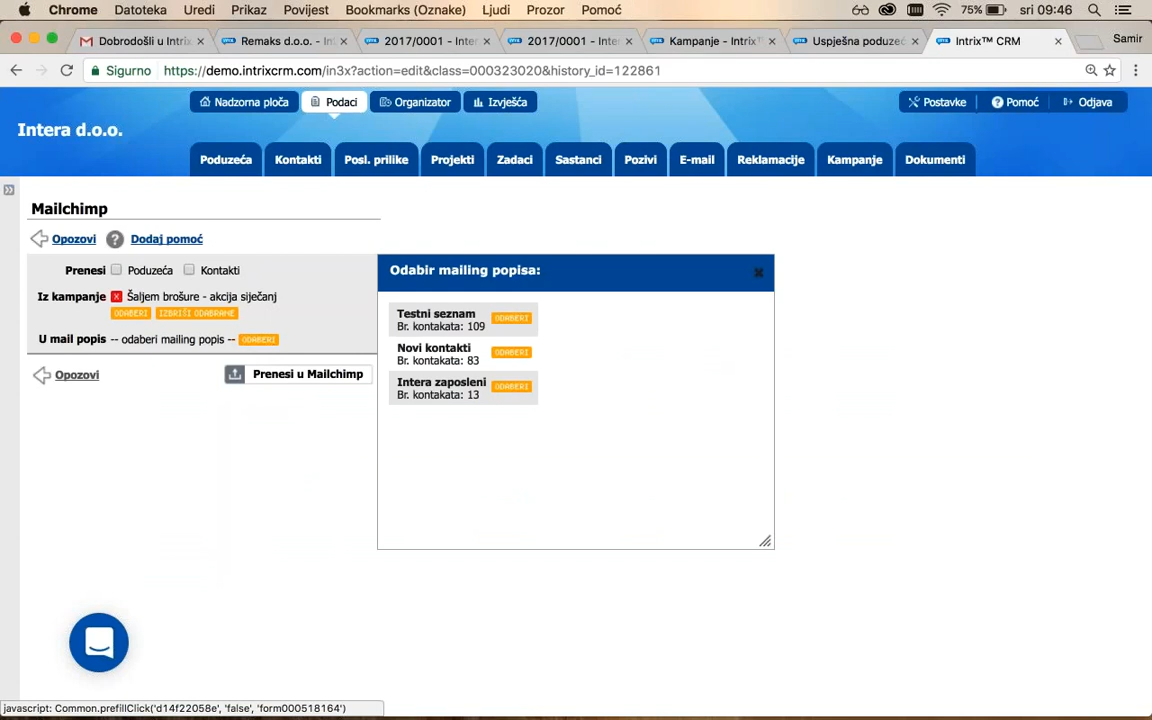 Chrome Datoteka Uredi Prikaz Povijest Bookmarks (Oznake) Ljudi Prozor Pomoć 75% sri 09:46
Dobrodošli u Intrix Remaks d.o.o. - In 2017/0001 - Inter 2017/0001 - Inter Kampanje - Intrix™ Uspješna poduzeć Intrix™ CRM Samir
Sigurno https://demo.intrixcrm.com/in3x?action=edit&class=000323020&history_id=122861
Nadzorna ploča Podaci Organizator Izvješća Postavke Pomoć Odjava
Intera d.o.o.
Poduzeća Kontakti Posl. prilike Projekti Zadaci Sastanci Pozivi E-mail Reklamacije Kampanje Dokumenti
Mailchimp
Opozovi Dodaj pomoć
Prenesi Poduzeća Kontakti
Iz kampanje Šaljem brošure - akcija siječanj
ODABERI IZBRIŠI ODABRANE
U mail popis -- odaberi mailing popis -- ODABERI
Opozovi Prenesi u Mailchimp
Odabir mailing popisa:
Testni seznam ODABERI
Br. kontakata: 109
Novi kontakti ODABERI
Br. kontakata: 83
Intera zaposleni ODABERI
Br. kontakata: 13
javascript: Common.prefillClick('d14f22058e', 'false', 'form000518164')